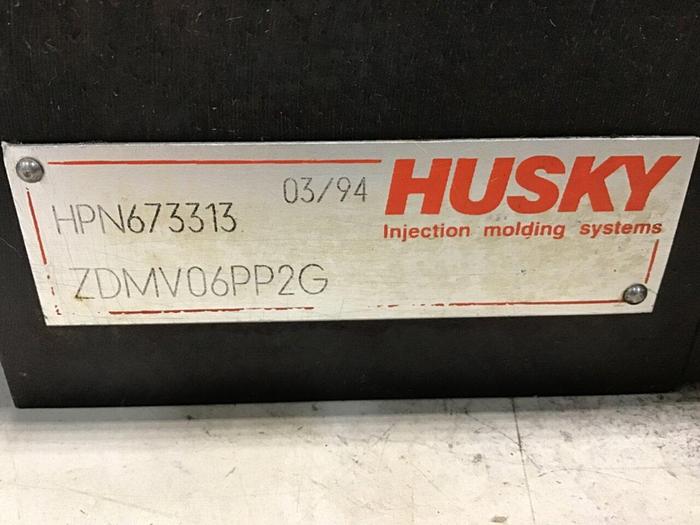 03/94 HUSKY
HPN673313
Injection molding systems
ZDMV06PP2G